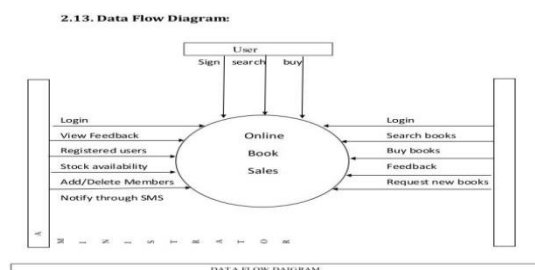 2.13. Data Flow Diagram:
User
Sign search buy
Login
View Feedback
Registered users
Stock availability
Add/Delete Members
Notify through SMS
Online
Book
Sales
Login
Search books
Buy books
Feedback
Request new books
A
M I N I S T R A T O R
DATA FLOW DAIGRAM